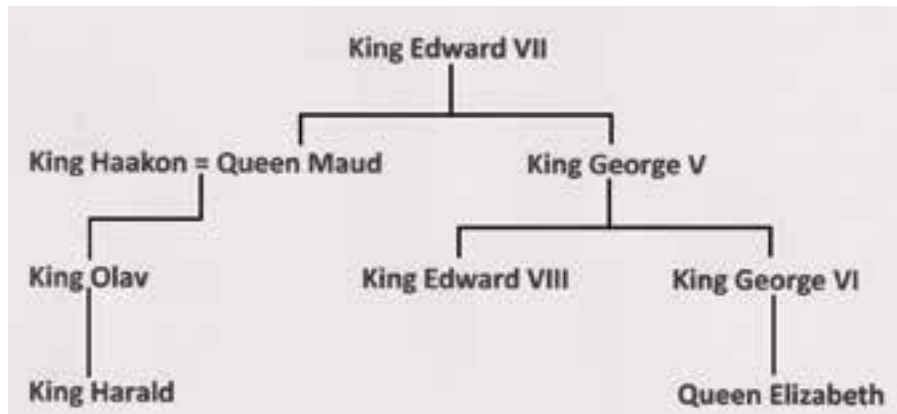 King Edward VII
King Haakon = Queen Maud
King George V
King Olav
King Edward VIII
King George VI
King Harald
Queen Elizabeth